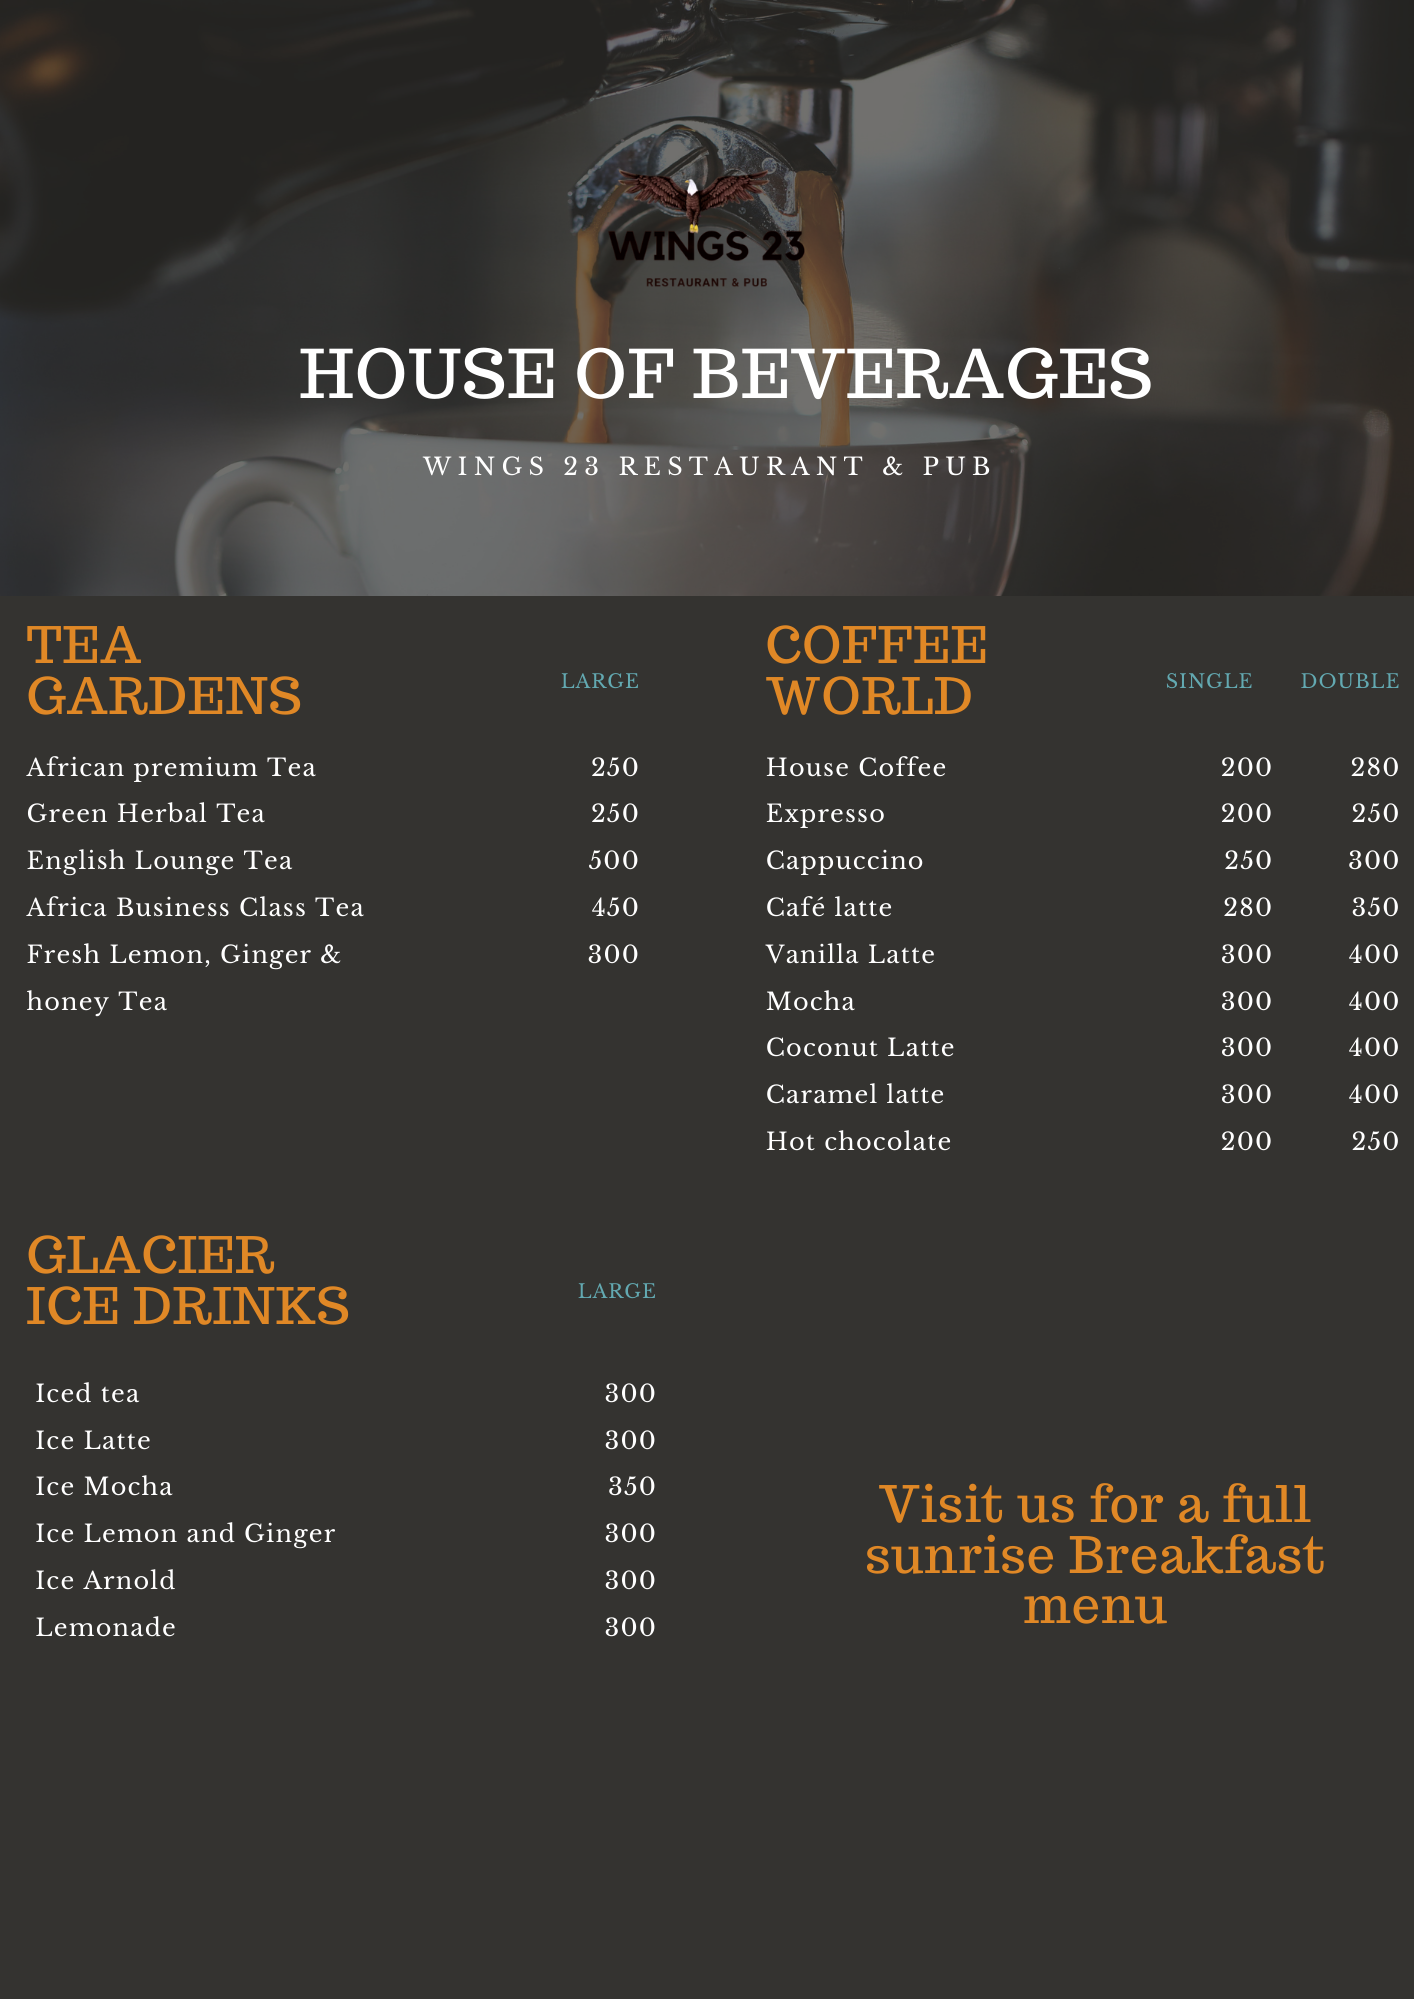 WINGS 23
RESTAURANT & PUB
HOUSE OF BEVERAGES
WINGS 23 RESTAURANT & PUB
TEA
GARDENS
LARGE
African premium Tea 250
Green Herbal Tea 250
English Lounge Tea 500
Africa Business Class Tea 450
Fresh Lemon, Ginger & 300
honey Tea
COFFEE
WORLD
SINGLE DOUBLE
House Coffee 200 280
Expresso 200 250
Cappuccino 250 300
Café latte 280 350
Vanilla Latte 300 400
Mocha 300 400
Coconut Latte 300 400
Caramel latte 300 400
Hot chocolate 200 250
GLACIER
ICE DRINKS
LARGE
Iced tea 300
Ice Latte 300
Ice Mocha 350
Ice Lemon and Ginger 300
Ice Arnold 300
Lemonade 300
Visit us for a full
sunrise Breakfast
menu